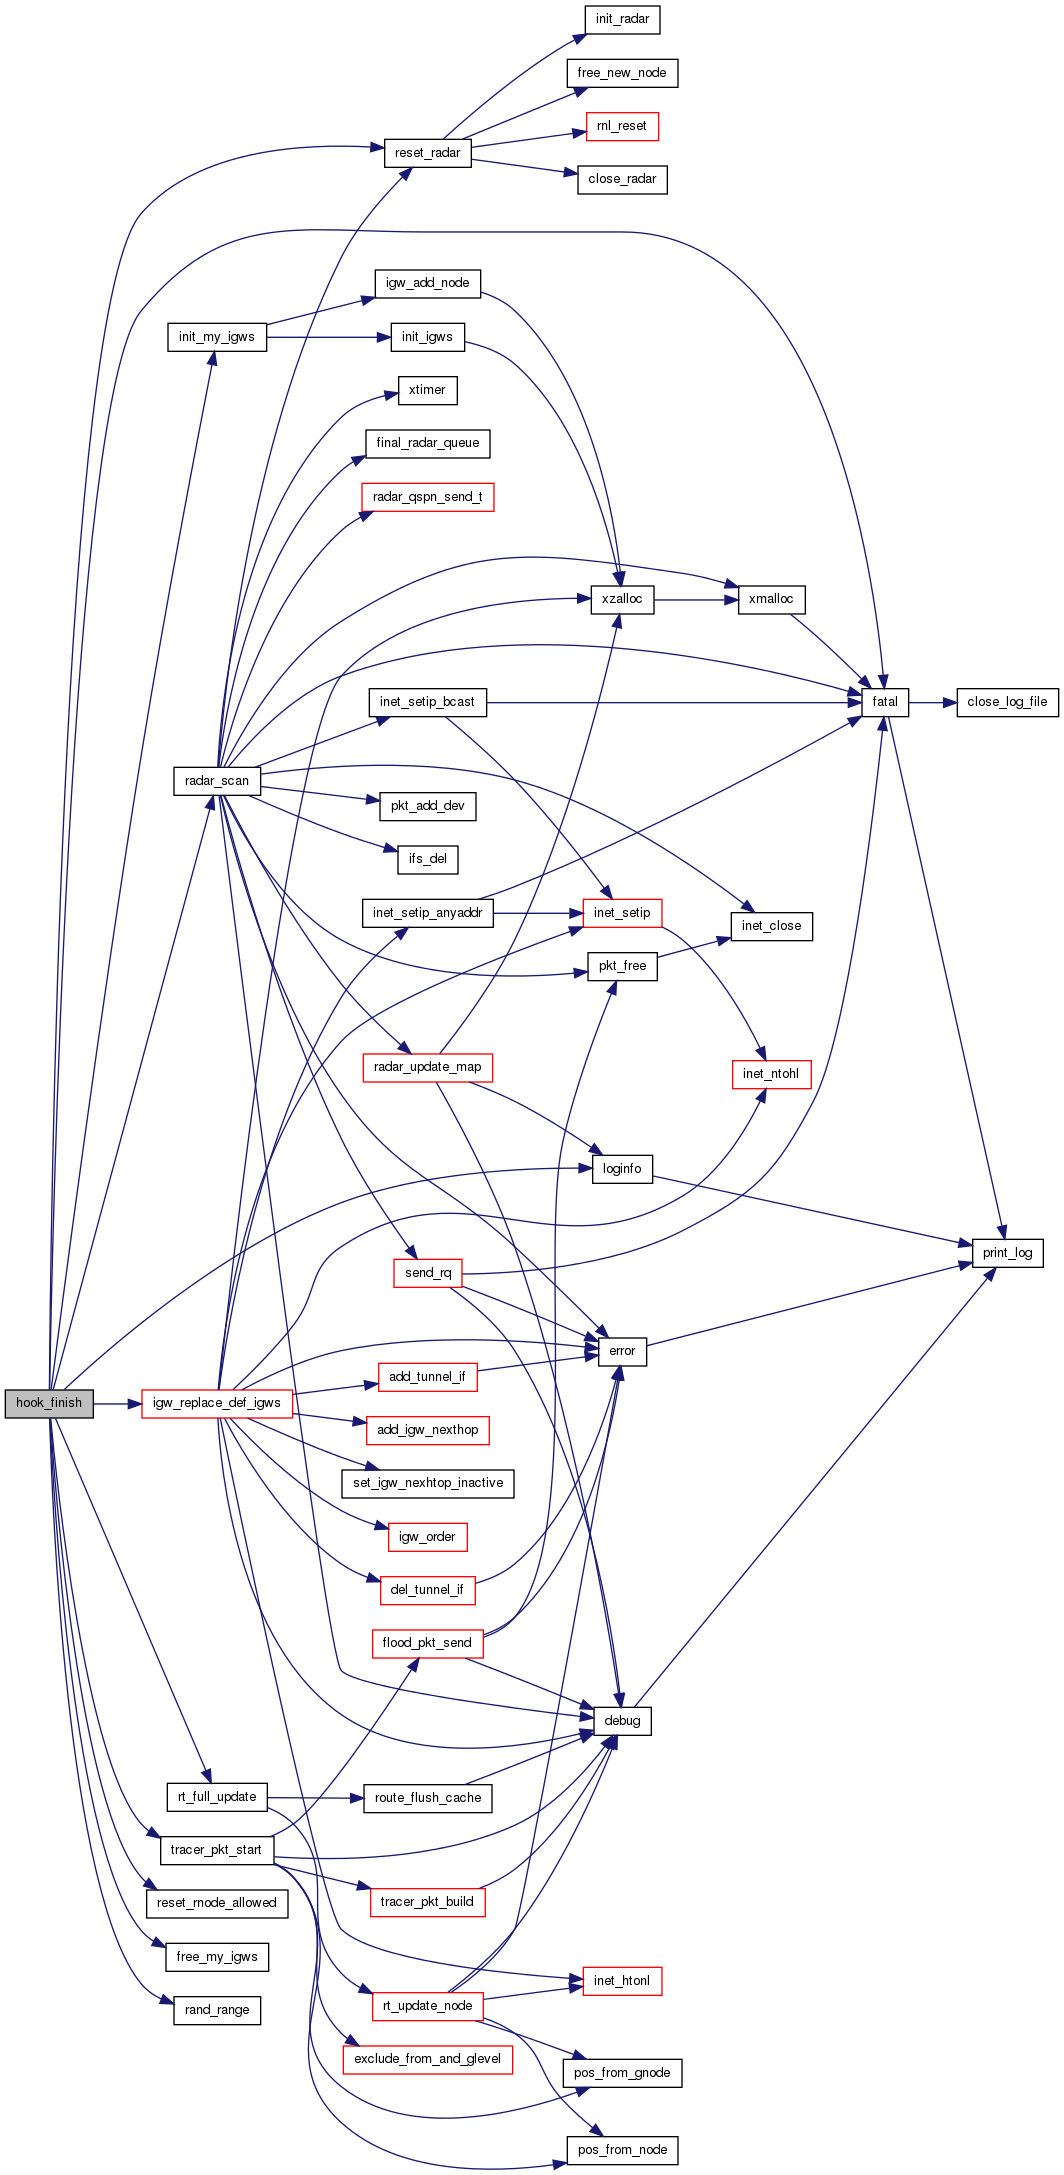 init_radar
free_new_node
rnl_reset
reset_radar
close_radar
igw_add_node
init_my_igws
init_igws
xtimer
final_radar_queue
radar_qspn_send_t
xzalloc
xmalloc
inet_setip_bcast
fatal
close_log_file
radar_scan
pkt_add_dev
ifs_del
inet_setip_anyaddr
inet_setip
inet_close
pkt_free
radar_update_map
inet_ntohl
loginfo
print_log
send_rq
error
add_tunnel_if
hook_finish
igw_replace_def_igws
add_igw_nexthop
set_igw_nexhtop_inactive
igw_order
del_tunnel_if
flood_pkt_send
debug
rt_full_update
route_flush_cache
tracer_pkt_start
reset_rnode_allowed
tracer_pkt_build
free_my_igws
inet_htonl
rand_range
rt_update_node
exclude_from_and_glevel
pos_from_gnode
pos_from_node